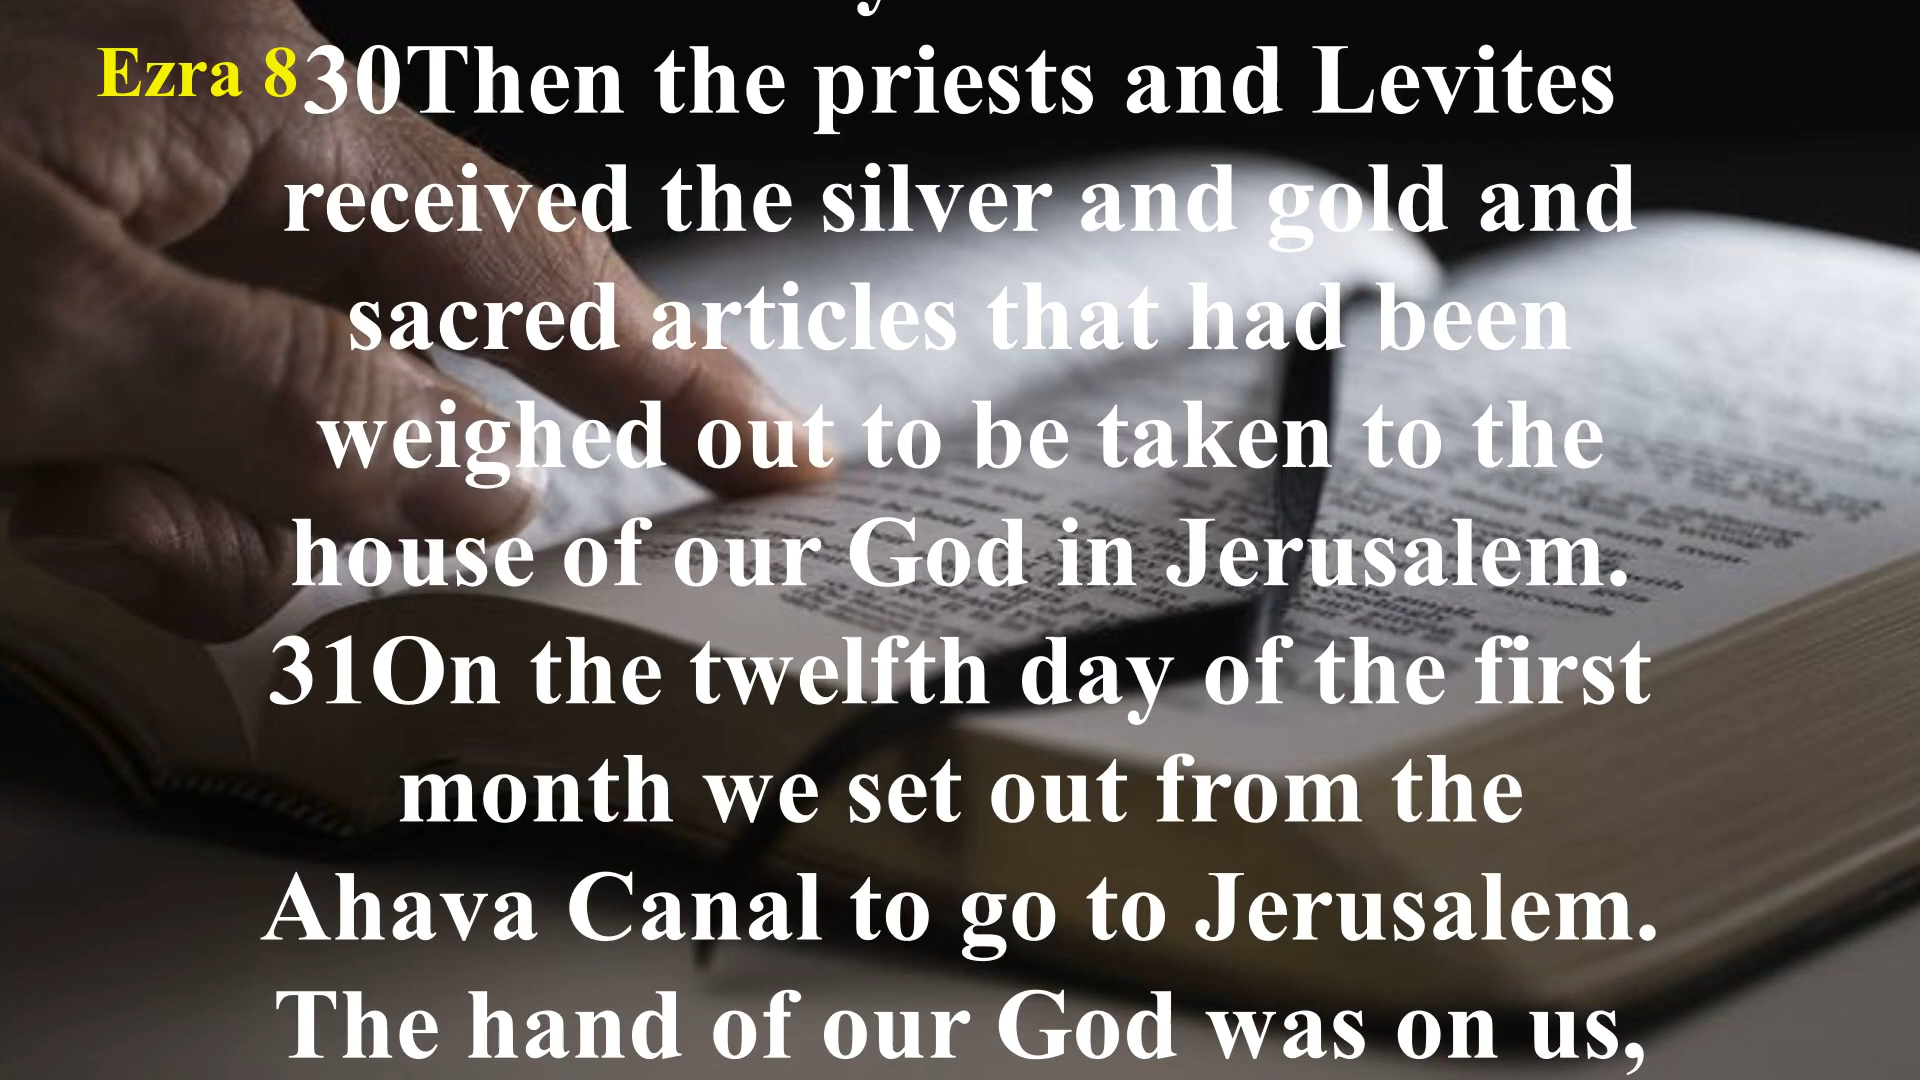 Ezra 8
30Then the priests and Levites
received the silver and gold and
sacred articles that had been
weighed out to be taken to the
house of our God in Jerusalem.
31On the twelfth day of the first
month we set out from the
Ahava Canal to go to Jerusalem.
The hand of our God was on us,